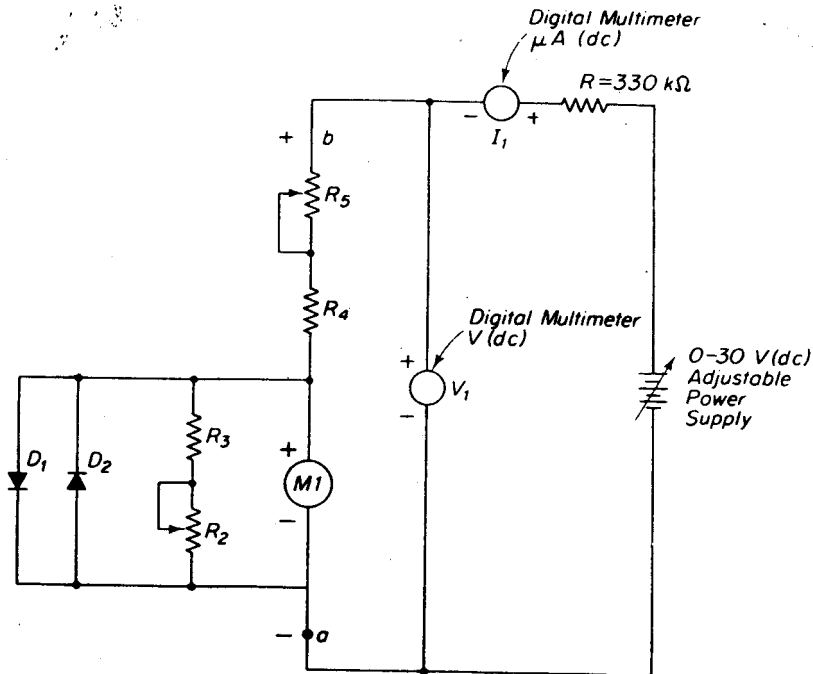 Digital Multimeter
μA (dc)
R=330 kΩ
- +
I1
+ b
R5
R4
Digital Multimeter
V (dc)
+
V1
-
0-30 V(dc)
Adjustable
Power
Supply
D1 D2 R3
+
M1
-
R2
- a